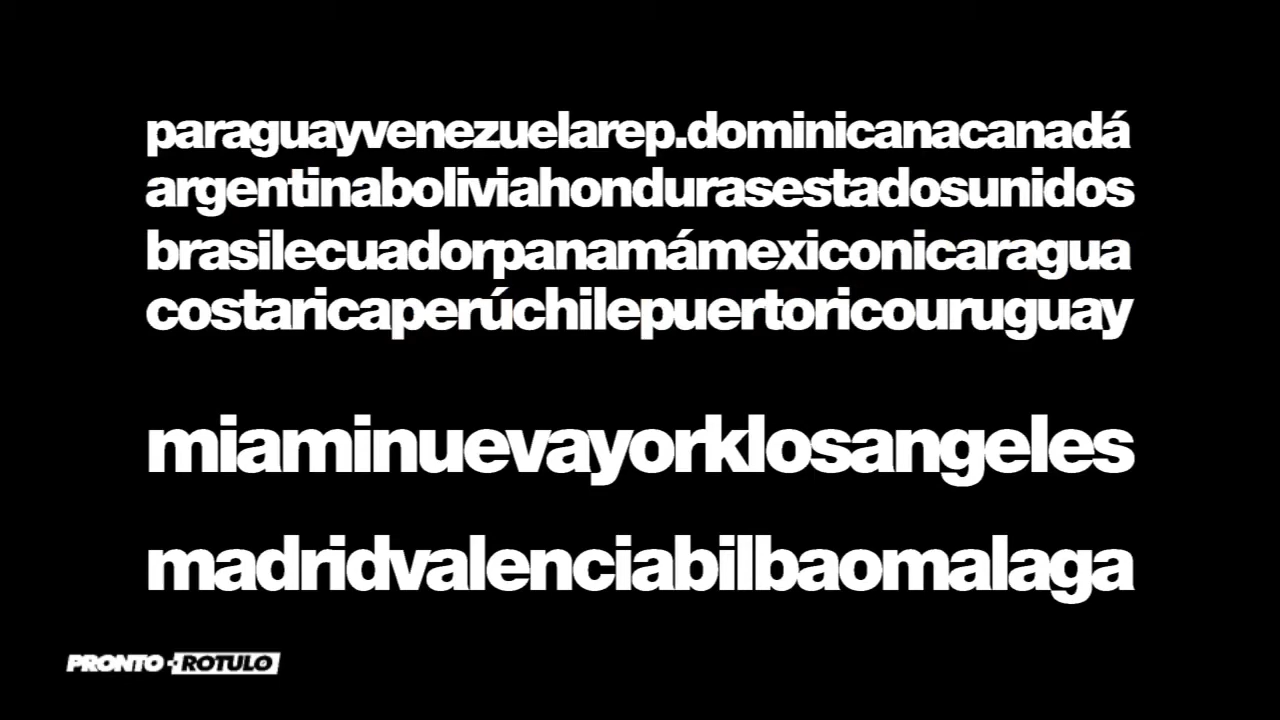 paraguayvenezuelarep.dominicanacanadá
argentinaboliviahondurasestadosunidos
brasilecuadorpanamámexiconicaragua
costaricaperúchilepuertoricouruguay
miaminuevayorklosangeles
madridvalenciabilbaomalaga
PRONTO-ROTULO